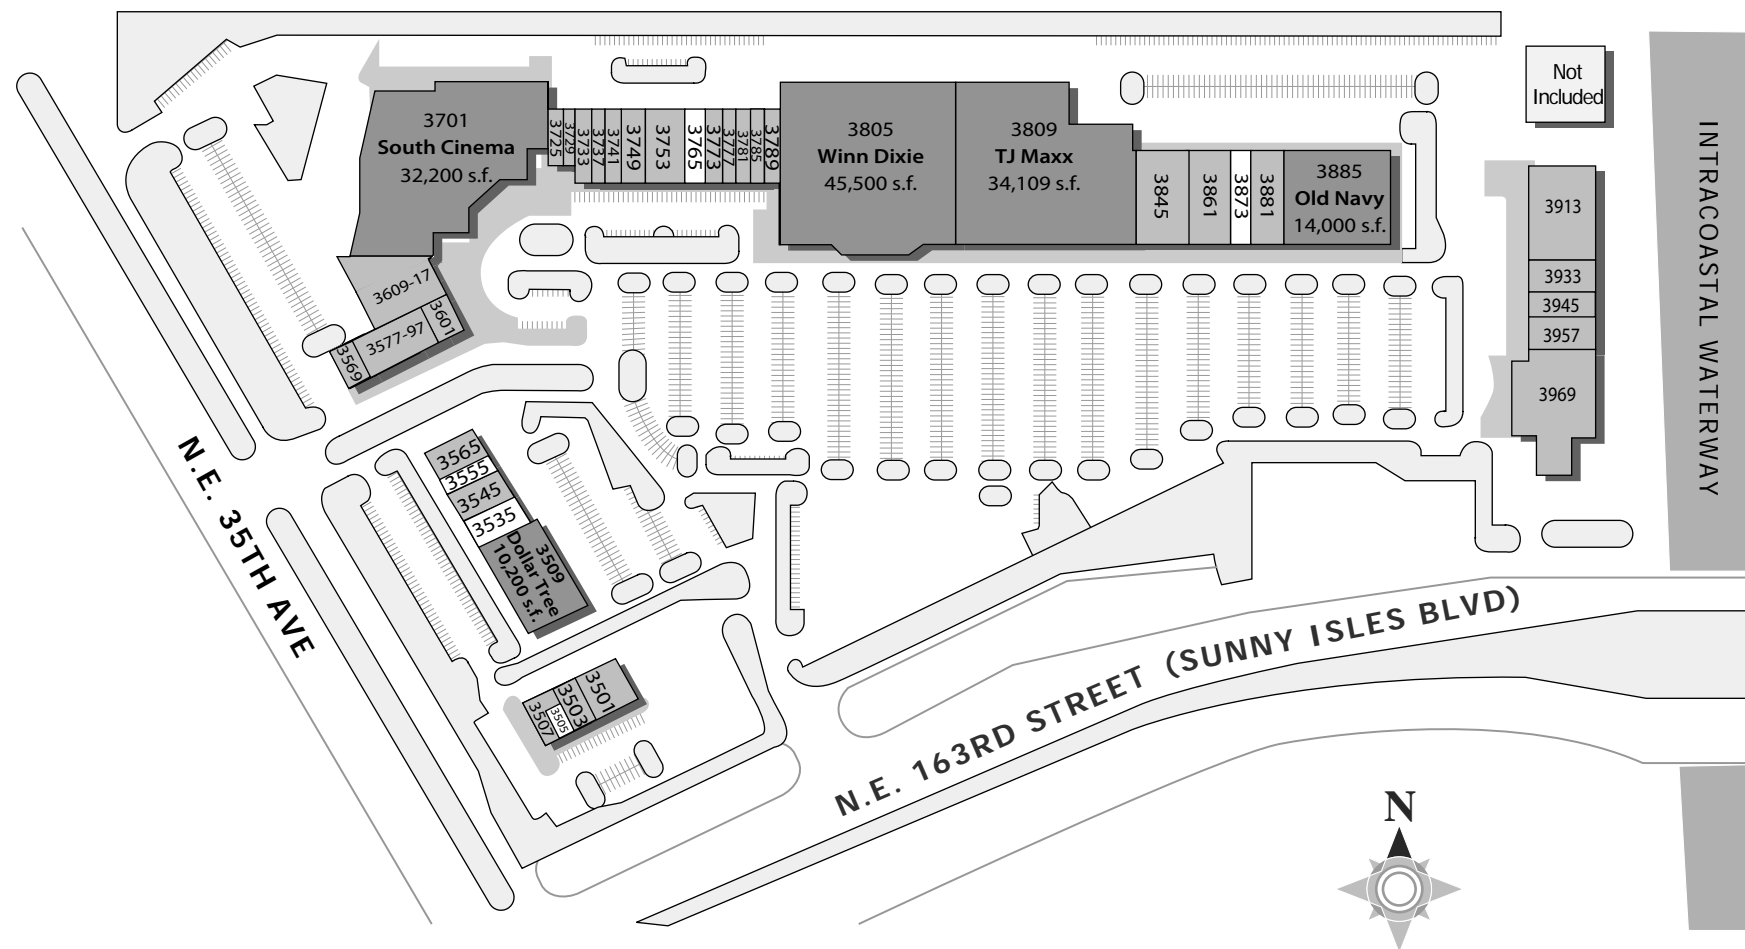 Not
Included
3701
South Cinema
32,200 s.f.
3725
3729
3733
3737
3741
3749
3753
3765
3773
3777
3781
3785
3789
3805
Winn Dixie
45,500 s.f.
3809
TJ Maxx
34,109 s.f.
3845
3861
3873
3881
3885
Old Navy
14,000 s.f.
3913
3933
3945
3957
3969
INTRACOASTAL WATERWAY
3609-17
3601
3577-97
3569
3565
3555
3545
3535
3509
Dollar Tree
10,200 s.f.
3501
3503
3505
3507
N.E. 35TH AVE
N.E. 163RD STREET (SUNNY ISLES BLVD)
N